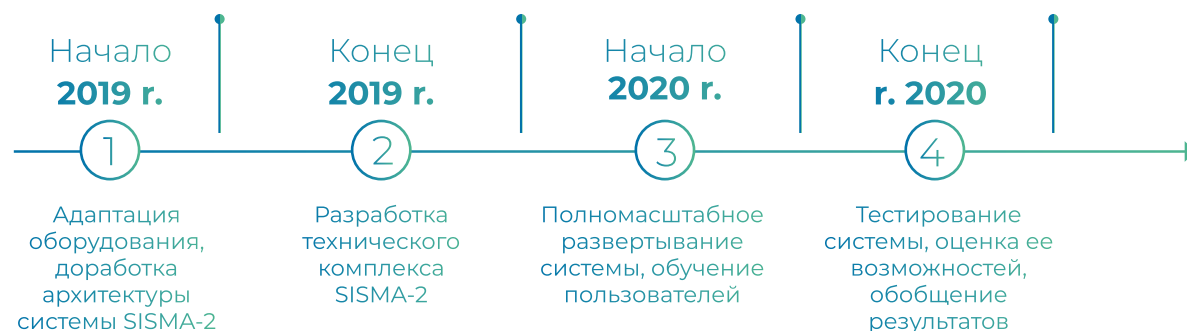 Начало
2019 г.
1
Адаптация
оборудования,
доработка
архитектуры
системы SISMA-2
Конец
2019 г.
2
Разработка
технического
комплекса
SISMA-2
Начало
2020 г.
3
Полномасштабное
развертывание
системы, обучение
пользователей
Конец
г. 2020
4
Тестирование
системы, оценка ее
возможностей,
обобщение
результатов